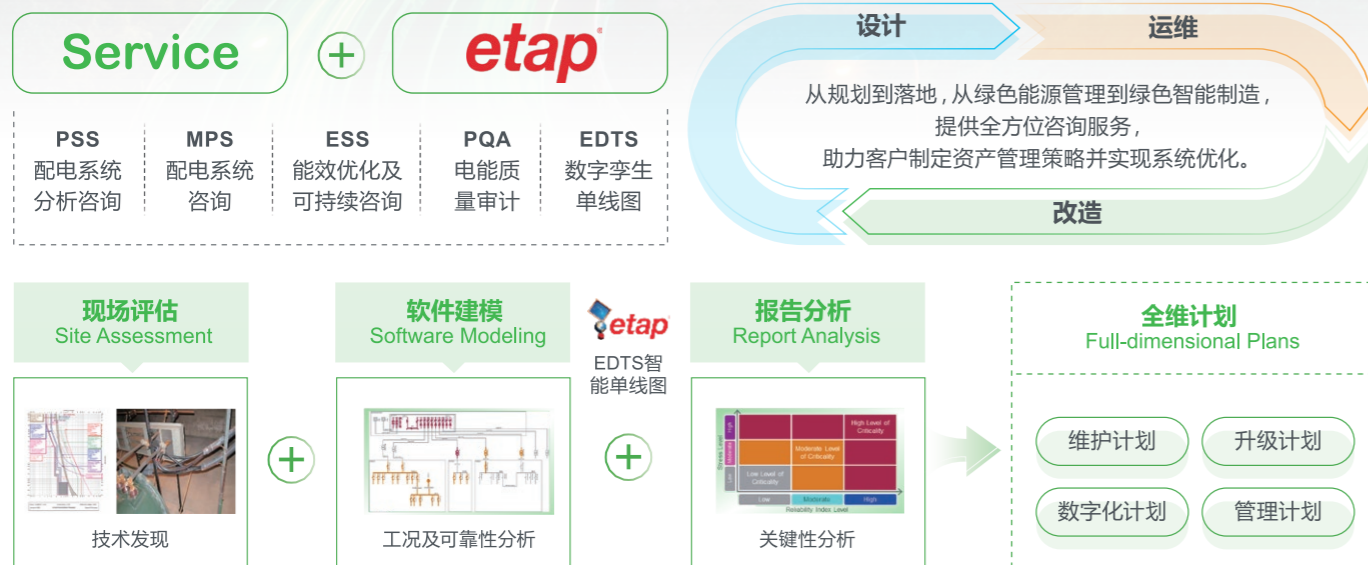 Service
etap
PSS
配电系统
分析咨询
MPS
配电系统
咨询
ESS
能效优化及
可持续咨询
PQA
电能质
量审计
EDTS
数字孪生
单线图
设计
运维
从规划到落地，从绿色能源管理到绿色智能制造，
提供全方位咨询服务，
助力客户制定资产管理策略并实现系统优化。
改造
现场评估
Site Assessment
技术发现
软件建模
Software Modeling
工况及可靠性分析
etap
EDTS智
能单线图
报告分析
Report Analysis
Stress Level
High
Moderate
Low
High Level of
Criticality
Moderate Level
of Criticality
Low Level of
Criticality
Low
Moderate
High
Reliability Index Level
关键性分析
全维计划
Full-dimensional Plans
维护计划
升级计划
数字化计划
管理计划